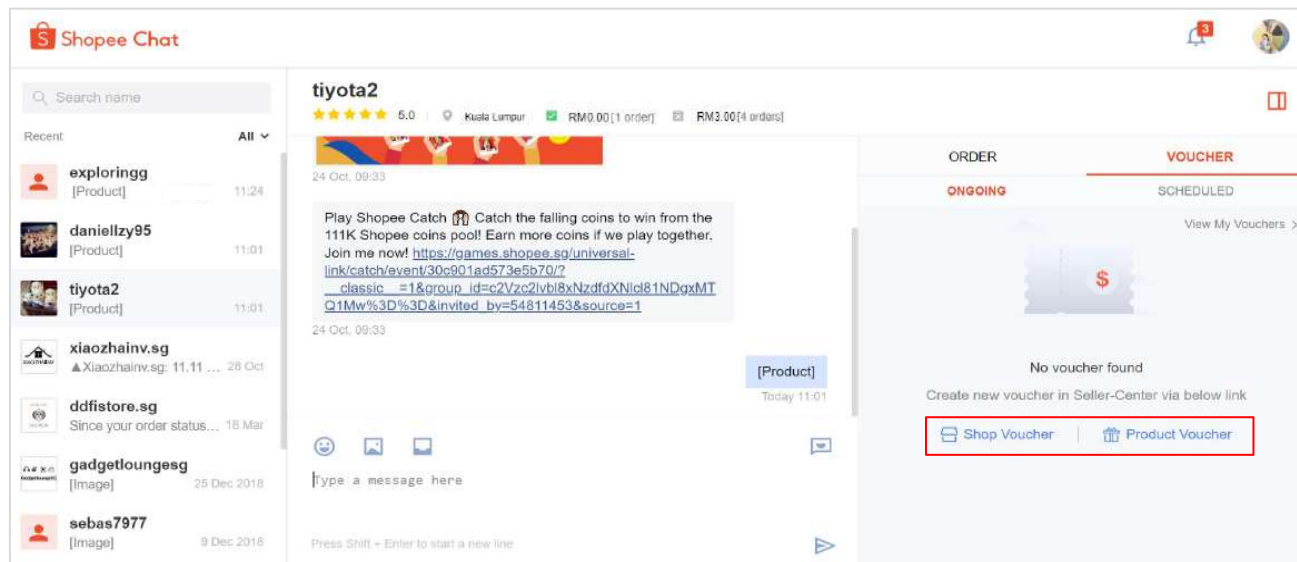 Shopee Chat
3
Search name
Recent
All
exploringg
[Product]
11:24
daniellzy95
[Product]
11:01
tiyota2
[Product]
11:01
xiaozhainv.sg
▲Xiaozhainv.sg: 11.11 ...
28 Oct
ddfistore.sg
Since your order status...
18 Mar
gadgetloungesg
[Image]
25 Dec 2018
sebas7977
[Image]
9 Dec 2018
tiyota2
5.0
Kuala Lumpur
RM0.00[1 order]
RM3.00[4 orders]
24 Oct, 09:33
Play Shopee Catch Catch the falling coins to win from the
111K Shopee coins pool! Earn more coins if we play together.
Join me now! https://games.shopee.sg/universal-
link/catch/event/30c901ad573e5b70/?
__classic__=1&group_id=c2Vzc2lvbl8xNzdfdXNlcl81NDgxMT
Q1Mw%3D%3D&invited_by=54811453&source=1
24 Oct, 09:33
[Product]
Today 11:01
Type a message here
Press Shift + Enter to start a new line
ORDER
VOUCHER
ONGOING
SCHEDULED
View My Vouchers >
$
No voucher found
Create new voucher in Seller-Center via below link
Shop Voucher
Product Voucher